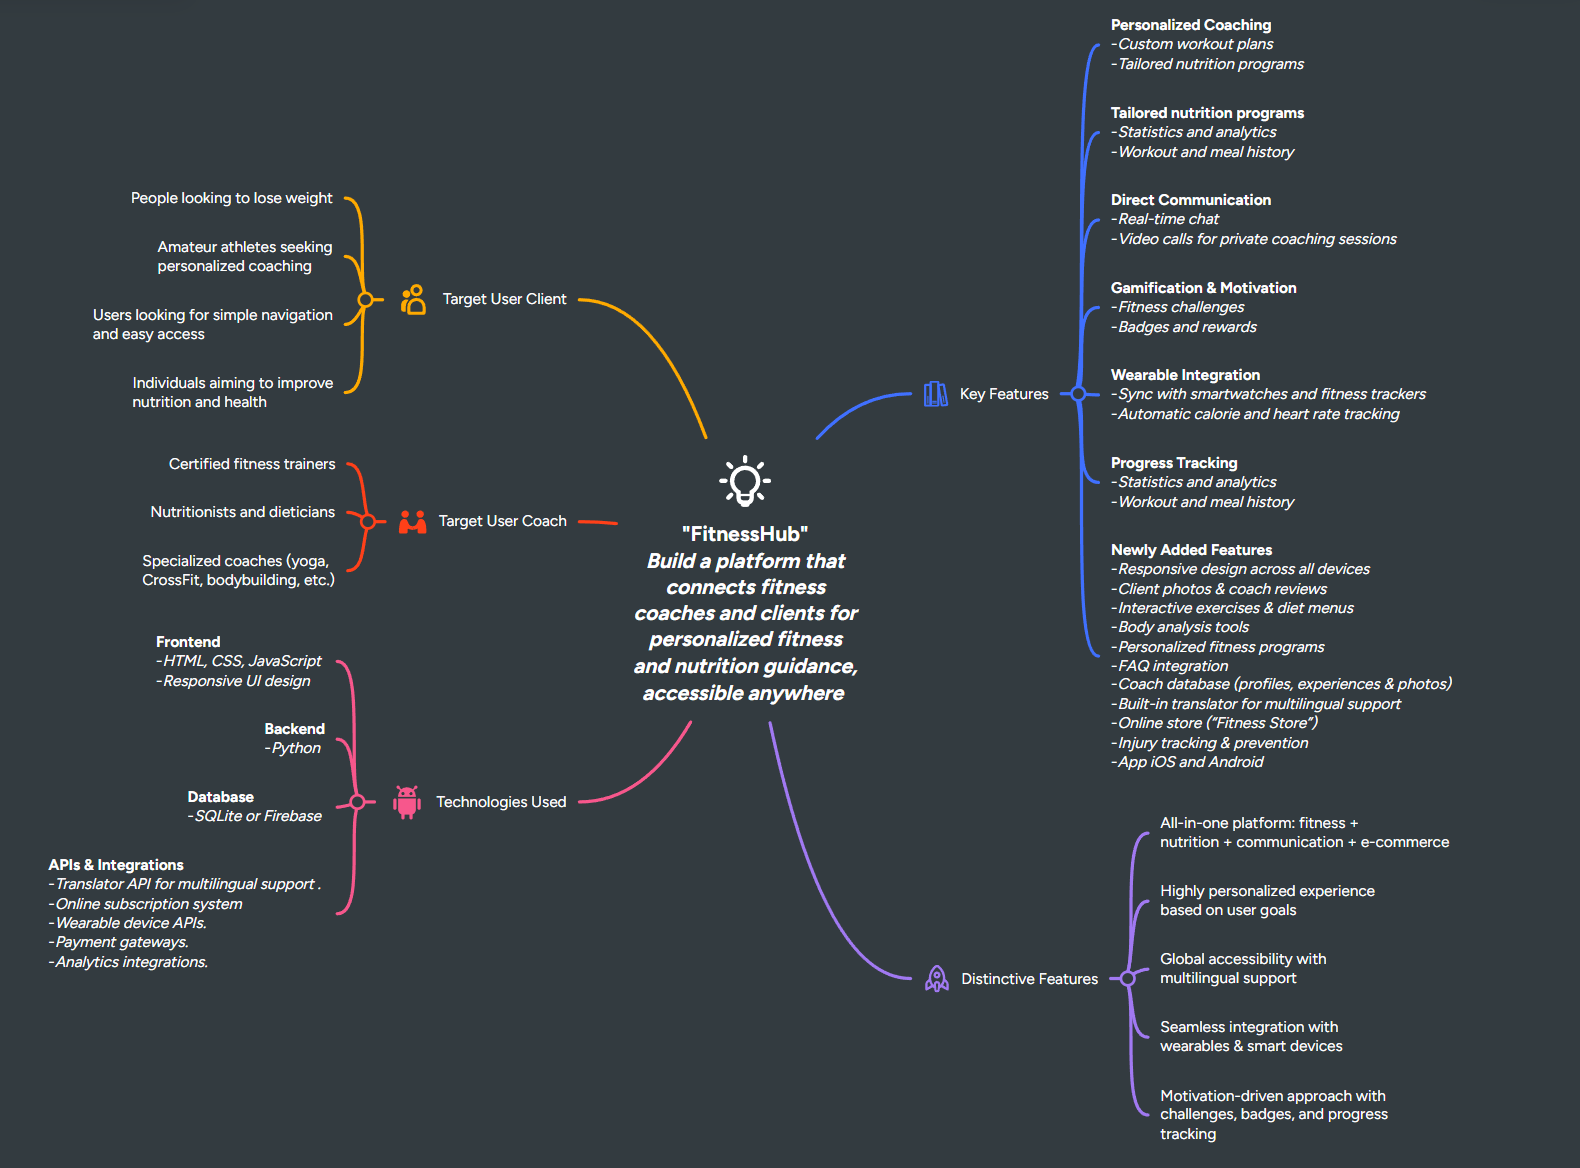 "FitnessHub"
Build a platform that
connects fitness
coaches and clients for
personalized fitness
and nutrition guidance,
accessible anywhere
Target User Client
People looking to lose weight
Amateur athletes seeking
personalized coaching
Users looking for simple navigation
and easy access
Individuals aiming to improve
nutrition and health
Target User Coach
Certified fitness trainers
Nutritionists and dieticians
Specialized coaches (yoga,
CrossFit, bodybuilding, etc.)
Technologies Used
Frontend
-HTML, CSS, JavaScript
-Responsive UI design
Backend
-Python
Database
-SQLite or Firebase
APIs & Integrations
-Translator API for multilingual support .
-Online subscription system
-Wearable device APIs.
-Payment gateways.
-Analytics integrations.
Key Features
Personalized Coaching
-Custom workout plans
-Tailored nutrition programs
Tailored nutrition programs
-Statistics and analytics
-Workout and meal history
Direct Communication
-Real-time chat
-Video calls for private coaching sessions
Gamification & Motivation
-Fitness challenges
-Badges and rewards
Wearable Integration
-Sync with smartwatches and fitness trackers
-Automatic calorie and heart rate tracking
Progress Tracking
-Statistics and analytics
-Workout and meal history
Newly Added Features
-Responsive design across all devices
-Client photos & coach reviews
-Interactive exercises & diet menus
-Body analysis tools
-Personalized fitness programs
-FAQ integration
-Coach database (profiles, experiences & photos)
-Built-in translator for multilingual support
-Online store (“Fitness Store”)
-Injury tracking & prevention
-App iOS and Android
Distinctive Features
All-in-one platform: fitness +
nutrition + communication + e-commerce
Highly personalized experience
based on user goals
Global accessibility with
multilingual support
Seamless integration with
wearables & smart devices
Motivation-driven approach with
challenges, badges, and progress
tracking